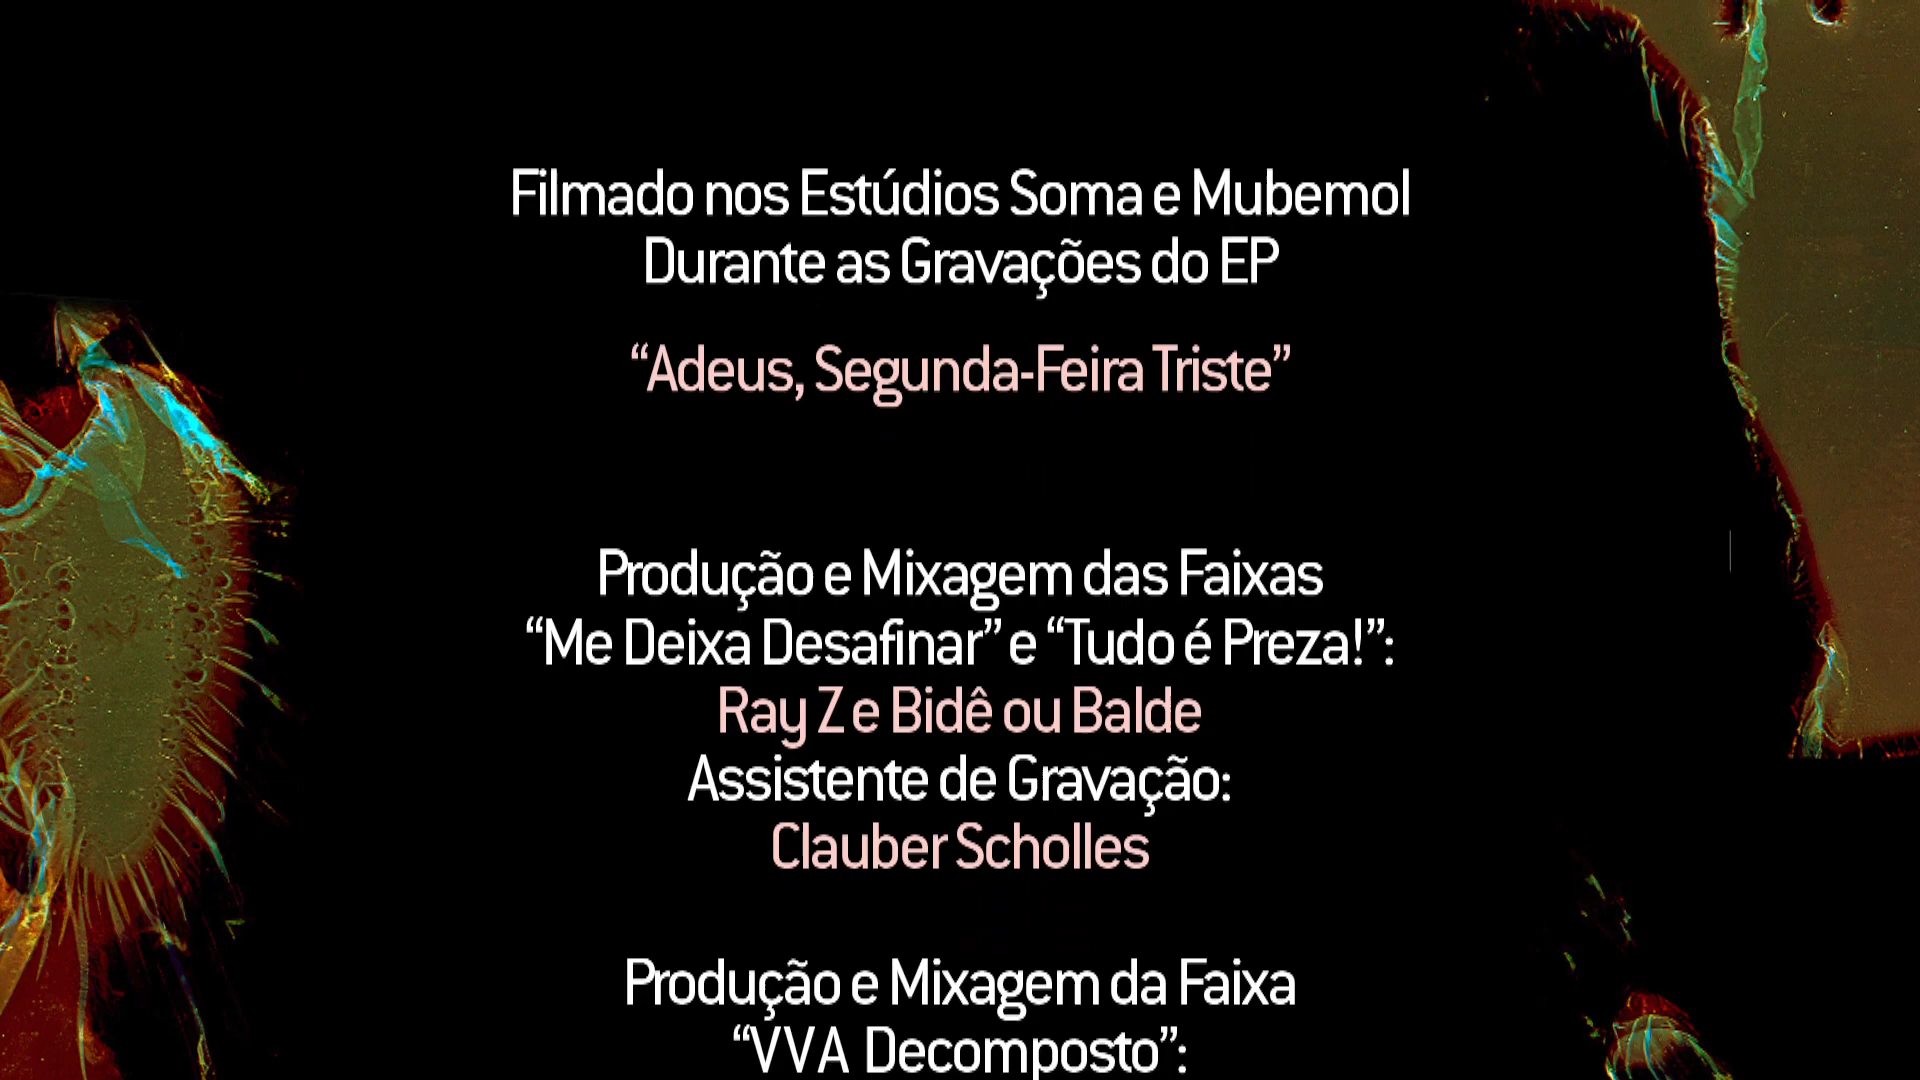 Filmado nos Estúdios Soma e Mubemol
Durante as Gravações do EP
“Adeus, Segunda-Feira Triste”
Produção e Mixagem das Faixas
“Me Deixa Desafinar” e “Tudo é Preza!”:
Ray Z e Bidê ou Balde
Assistente de Gravação:
Clauber Scholles
Produção e Mixagem da Faixa
“VVA Decomposto”: